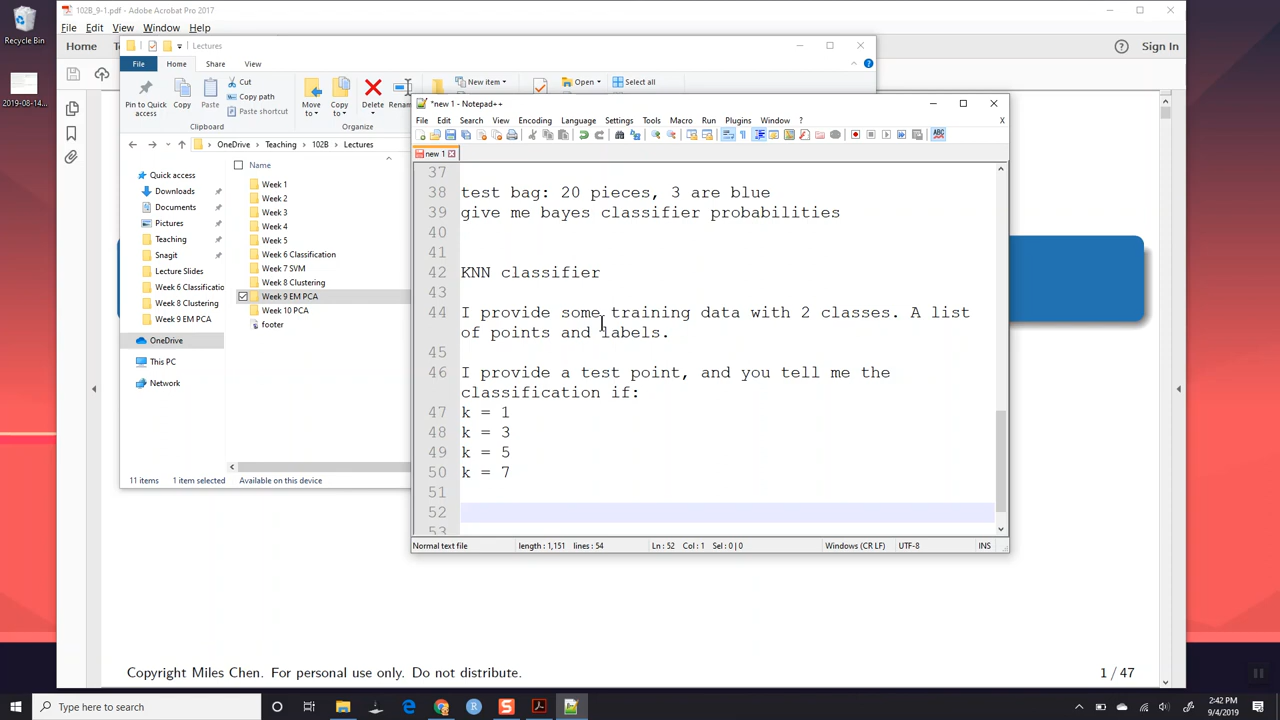 102B_9-1.pdf - Adobe Acrobat Pro 2017
File Edit View Window Help
Home
Sign In
Recycle Bin
2019-08-14...
Lectures
File Home Share View
Pin to Quick access
Copy
Paste
Cut
Copy path
Paste shortcut
Clipboard
Move to
Copy to
Delete
Renam
Organize
New item
Open
Select all
OneDrive > Teaching > 102B > Lectures
Name
Quick access
Downloads
Documents
Pictures
Teaching
Snagit
Lecture Slides
Week 6 Classificatio
Week 8 Clustering
Week 9 EM PCA
OneDrive
This PC
Network
Week 1
Week 2
Week 3
Week 4
Week 5
Week 6 Classification
Week 7 SVM
Week 8 Clustering
Week 9 EM PCA
Week 10 PCA
footer
11 items 1 item selected Available on this device
*new 1 - Notepad++
File Edit Search View Encoding Language Settings Tools Macro Run Plugins Window ? X
new 1
37
38 test bag: 20 pieces, 3 are blue
39 give me bayes classifier probabilities
40
41
42 KNN classifier
43
44 I provide some training data with 2 classes. A list
of points and labels.
45
46 I provide a test point, and you tell me the
classification if:
47 k = 1
48 k = 3
49 k = 5
50 k = 7
51
52
53
Normal text file length : 1,151 lines : 54 Ln : 52 Col : 1 Sel : 0 | 0 Windows (CR LF) UTF-8 INS
Copyright Miles Chen. For personal use only. Do not distribute. 1 / 47
Type here to search
2:42 PM
9/4/2019